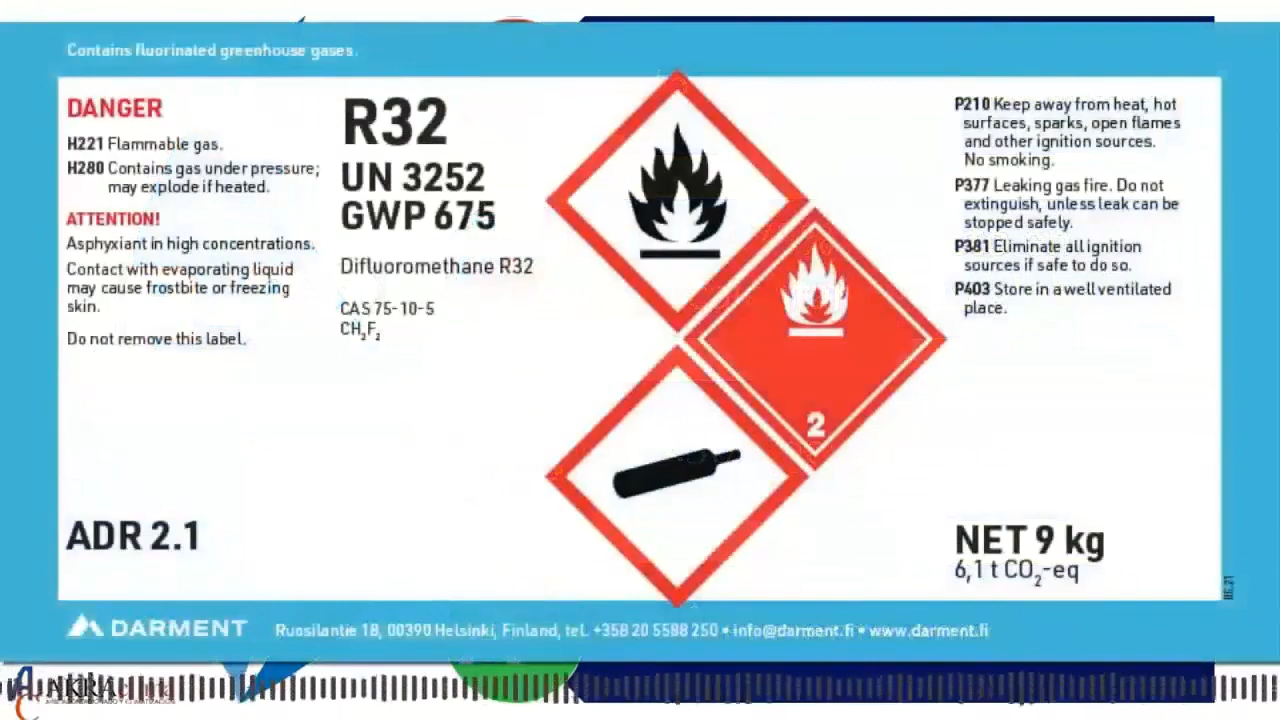 Contains fluorinated greenhouse gases.
DANGER
H221 Flammable gas.
H280 Contains gas under pressure;
may explode if heated.
ATTENTION!
Asphyxiant in high concentrations.
Contact with evaporating liquid
may cause frostbite or freezing
skin.
Do not remove this label.
ADR 2.1
R32
UN 3252
GWP 675
Difluoromethane R32
CAS 75-10-5
CH₂F₂
2
P210 Keep away from heat, hot
surfaces, sparks, open flames
and other ignition sources.
No smoking.
P377 Leaking gas fire. Do not
extinguish, unless leak can be
stopped safely.
P381 Eliminate all ignition
sources if safe to do so.
P403 Store in a well ventilated
place.
NET 9 kg
6,1 t CO₂-eq
DARMENT
Ruosilantie 18, 00390 Helsinki, Finland, tel. +358 20 5588 250 • info@darment.fi • www.darment.fi